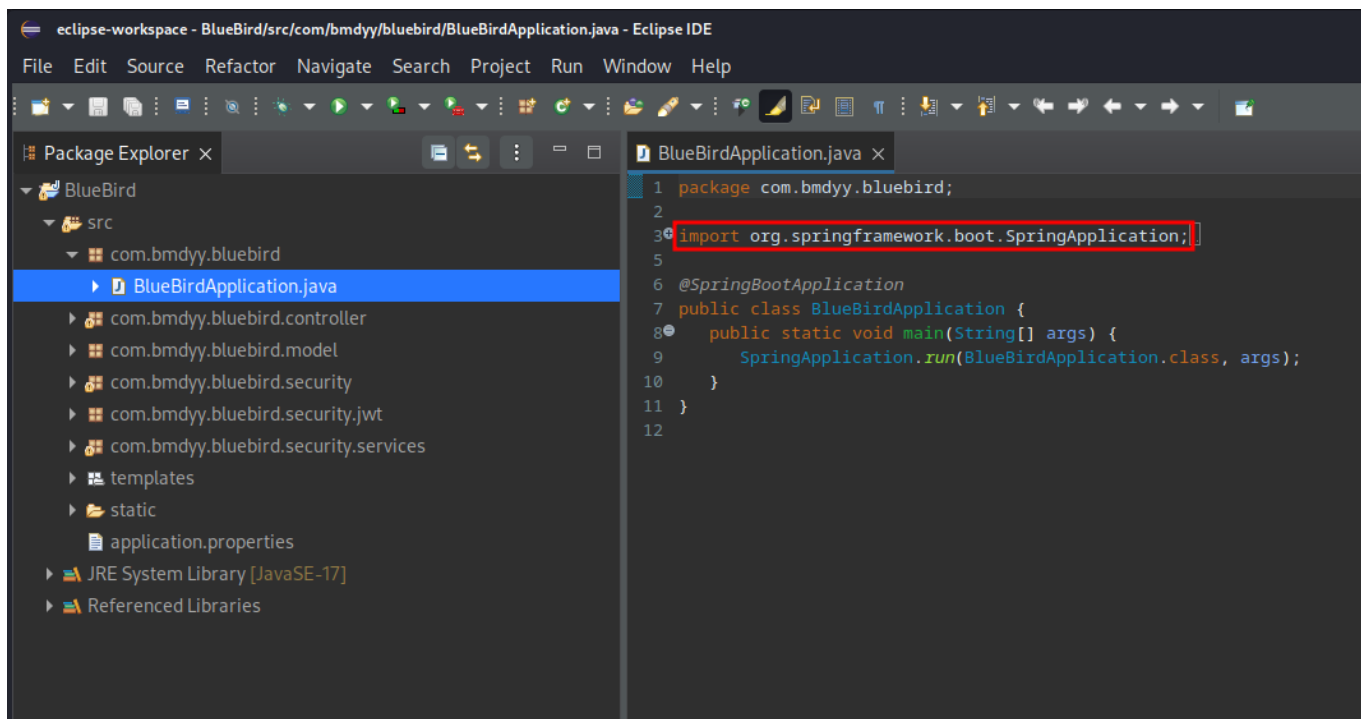 eclipse-workspace - BlueBird/src/com/bmdyy/bluebird/BlueBirdApplication.java - Eclipse IDE
File Edit Source Refactor Navigate Search Project Run Window Help
Package Explorer
BlueBird
src
com.bmdyy.bluebird
BlueBirdApplication.java
com.bmdyy.bluebird.controller
com.bmdyy.bluebird.model
com.bmdyy.bluebird.security
com.bmdyy.bluebird.security.jwt
com.bmdyy.bluebird.security.services
templates
static
application.properties
JRE System Library [JavaSE-17]
Referenced Libraries
BlueBirdApplication.java
1 package com.bmdyy.bluebird;
2
3 import org.springframework.boot.SpringApplication;
5
6 @SpringBootApplication
7 public class BlueBirdApplication {
8 public static void main(String[] args) {
9 SpringApplication.run(BlueBirdApplication.class, args);
10 }
11 }
12